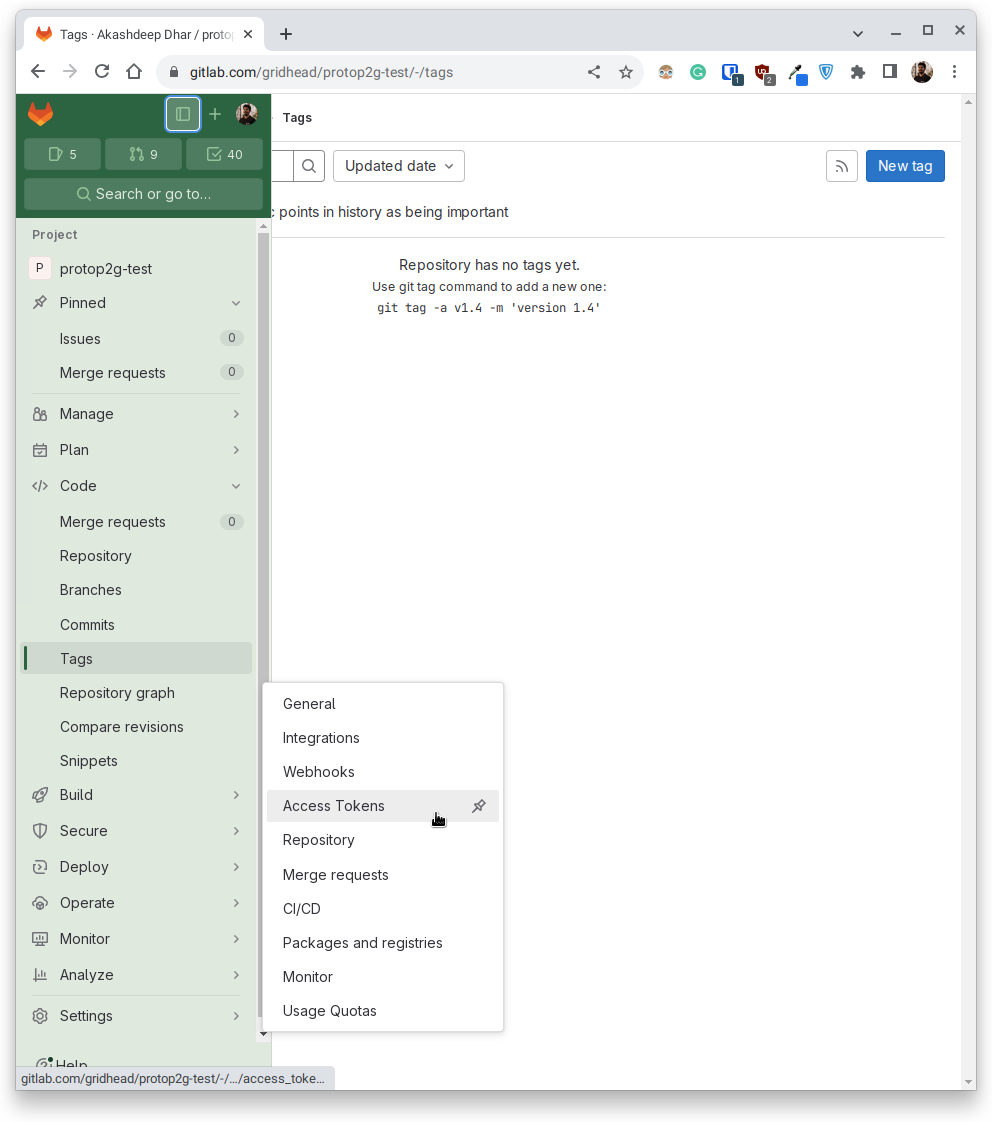 Tags · Akashdeep Dhar / proto
gitlab.com/gridhead/protop2g-test/-/tags
1
2
5
9
40
Search or go to…
Tags
Updated date
New tag
points in history as being important
Repository has no tags yet.
Use git tag command to add a new one:
git tag -a v1.4 -m 'version 1.4'
Project
P protop2g-test
Pinned
Issues 0
Merge requests 0
Manage
Plan
Code
Merge requests 0
Repository
Branches
Commits
Tags
Repository graph
Compare revisions
Snippets
Build
Secure
Deploy
Operate
Monitor
Analyze
Settings
Help
General
Integrations
Webhooks
Access Tokens
Repository
Merge requests
CI/CD
Packages and registries
Monitor
Usage Quotas
gitlab.com/gridhead/protop2g-test/-/…/access_toke…